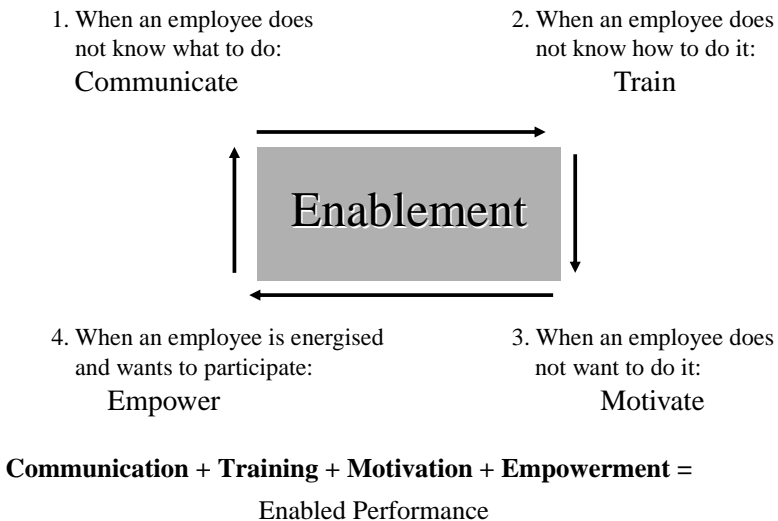 1. When an employee does
not know what to do:
Communicate
2. When an employee does
not know how to do it:
Train
Enablement
4. When an employee is energised
and wants to participate:
Empower
3. When an employee does
not want to do it:
Motivate
Communication + Training + Motivation + Empowerment =
Enabled Performance